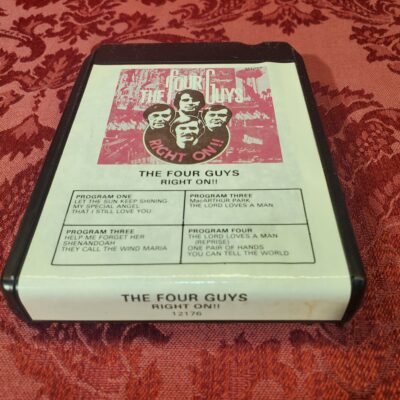 THE FOUR GUYS
RIGHT ON!!
THE FOUR GUYS
RIGHT ON!!
PROGRAM ONE
LET THE SUN KEEP SHINING
MY SPECIAL ANGEL
THAT I STILL LOVE YOU
PROGRAM THREE
MacARTHUR PARK
THE LORD LOVES A MAN
PROGRAM THREE
HELP ME FORGET HER
SHENANDOAH
THEY CALL THE WIND MARIA
PROGRAM FOUR
THE LORD LOVES A MAN
(REPRISE)
ONE PAIR OF HANDS
YOU CAN TELL THE WORLD
THE FOUR GUYS
RIGHT ON!!
12176